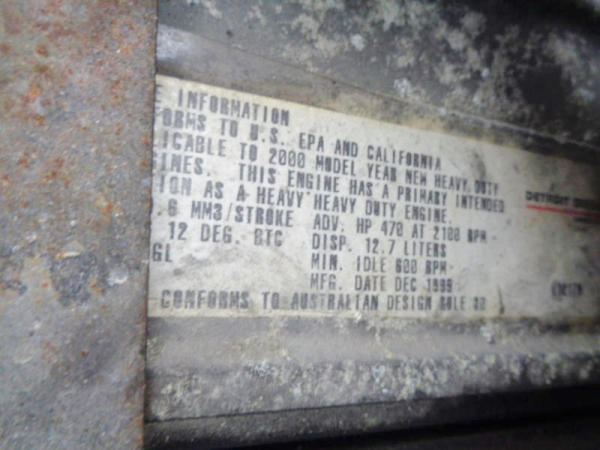 E INFORMATION
ORMS TO U.S. EPA AND CALIFORNIA
ICABLE TO 2000 MODEL YEAR NEW HEAVY DUTY
INES. THIS ENGINE HAS A PRIMARY INTENDED
ION AS A HEAVY HEAVY DUTY ENGINE.
.6 MM3/STROKE ADV. HP 470 AT 2100 RPM
12 DEG. BTC DISP. 12.7 LITERS
GL MIN. IDLE 600 RPM
MFG. DATE DEC 1999
CONFORMS TO AUSTRALIAN DESIGN RULE 30
DETROIT